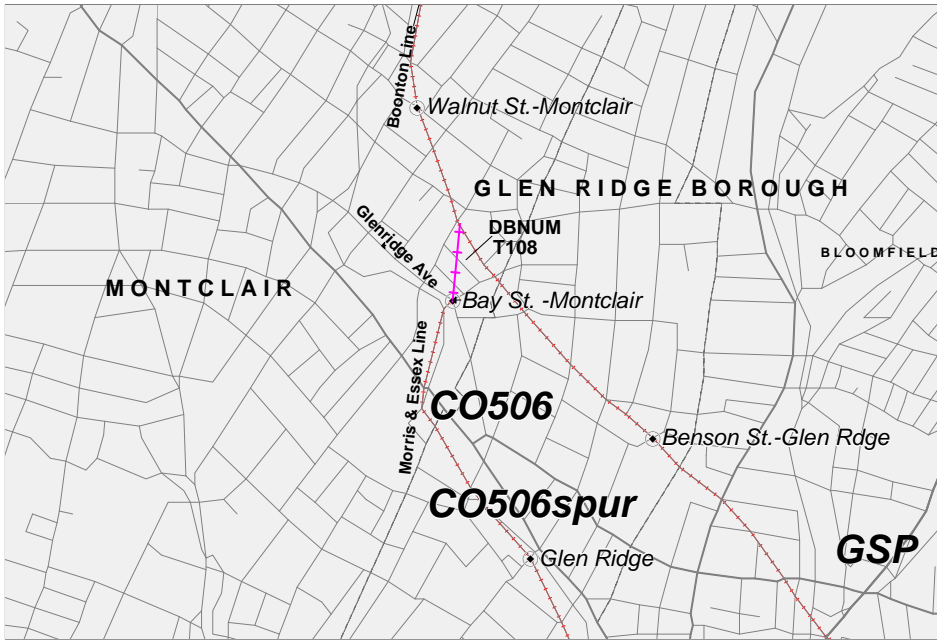 Boonton Line
Walnut St.-Montclair
GLEN RIDGE BOROUGH
Glenridge Ave
DBNUM
T108
BLOOMFIELD
MONTCLAIR
Bay St. -Montclair
Morris & Essex Line
CO506
Benson St.-Glen Rdge
CO506spur
GSP
Glen Ridge